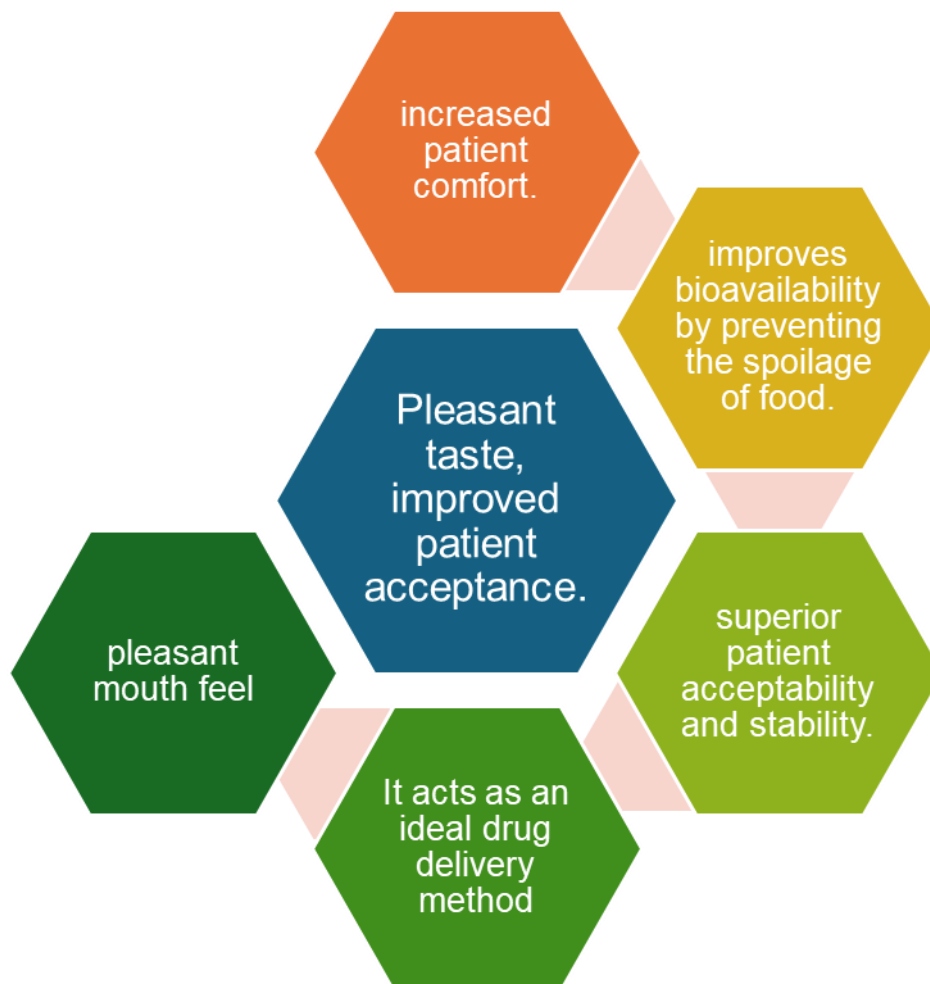 increased
patient
comfort.
improves
bioavailability
by preventing
the spoilage
of food.
Pleasant
taste,
improved
patient
acceptance.
superior
patient
acceptability
and stability.
pleasant
mouth feel
It acts as an
ideal drug
delivery
method